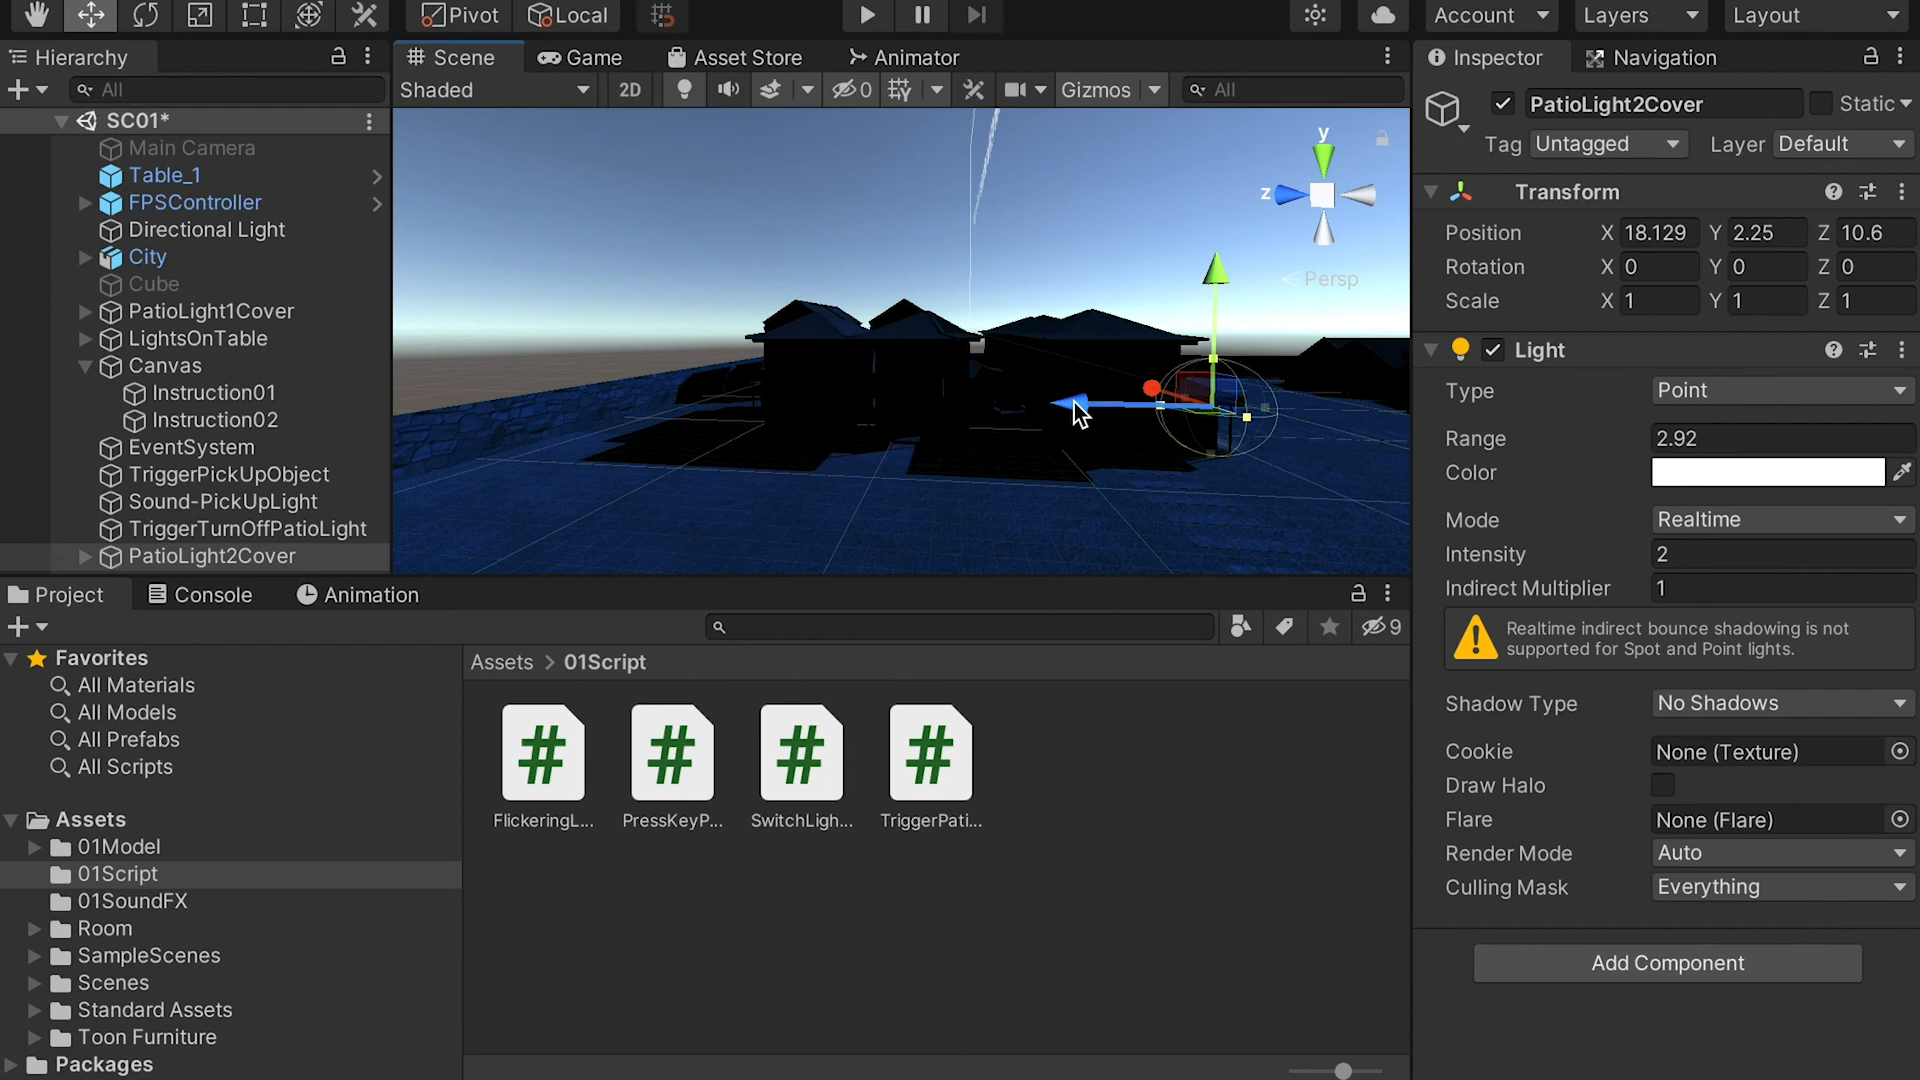 Pivot Local Account Layers Layout
Hierarchy Scene Game Asset Store Animator Inspector Navigation
All Shaded 2D 0 Gizmos All
SC01*
Main Camera
Table_1
FPSController
Directional Light
City
Cube
PatioLight1Cover
LightsOnTable
Canvas
Instruction01
Instruction02
EventSystem
TriggerPickUpObject
Sound-PickUpLight
TriggerTurnOffPatioLight
PatioLight2Cover
y
z
Persp
PatioLight2Cover Static
Tag Untagged Layer Default
Transform
Position X 18.129 Y 2.25 Z 10.6
Rotation X 0 Y 0 Z 0
Scale X 1 Y 1 Z 1
Light
Type Point
Range 2.92
Color
Mode Realtime
Intensity 2
Indirect Multiplier 1
Realtime indirect bounce shadowing is not
supported for Spot and Point lights.
Shadow Type No Shadows
Cookie None (Texture)
Draw Halo
Flare None (Flare)
Render Mode Auto
Culling Mask Everything
Add Component
Project Console Animation
9
Favorites
All Materials
All Models
All Prefabs
All Scripts
Assets
01Model
01Script
01SoundFX
Room
SampleScenes
Scenes
Standard Assets
Toon Furniture
Packages
Assets > 01Script
# # # #
FlickeringL... PressKeyP... SwitchLigh... TriggerPati...